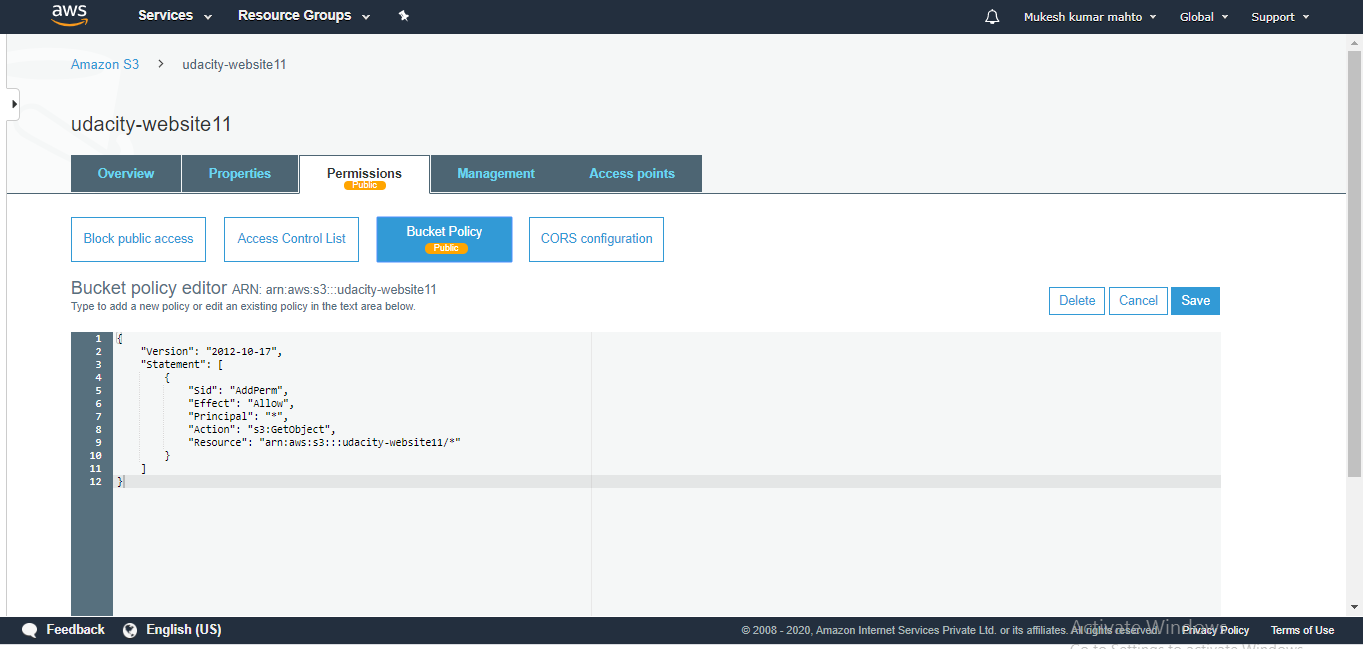 aws Services Resource Groups Mukesh kumar mahto Global Support
Amazon S3 > udacity-website11
udacity-website11
Overview Properties Permissions Management Access points
Public
Block public access Access Control List Bucket Policy CORS configuration
Public
Bucket policy editor ARN: arn:aws:s3:::udacity-website11
Type to add a new policy or edit an existing policy in the text area below.
Delete Cancel Save
1 {
2 "Version": "2012-10-17",
3 "Statement": [
4 {
5 "Sid": "AddPerm",
6 "Effect": "Allow",
7 "Principal": "*",
8 "Action": "s3:GetObject",
9 "Resource": "arn:aws:s3:::udacity-website11/*"
10 }
11 ]
12 }
Activate Windows
Feedback English (US) © 2008 - 2020, Amazon Internet Services Private Ltd. or its affiliates. All rights reserved. Privacy Policy Terms of Use
Go to Settings to activate Windows.